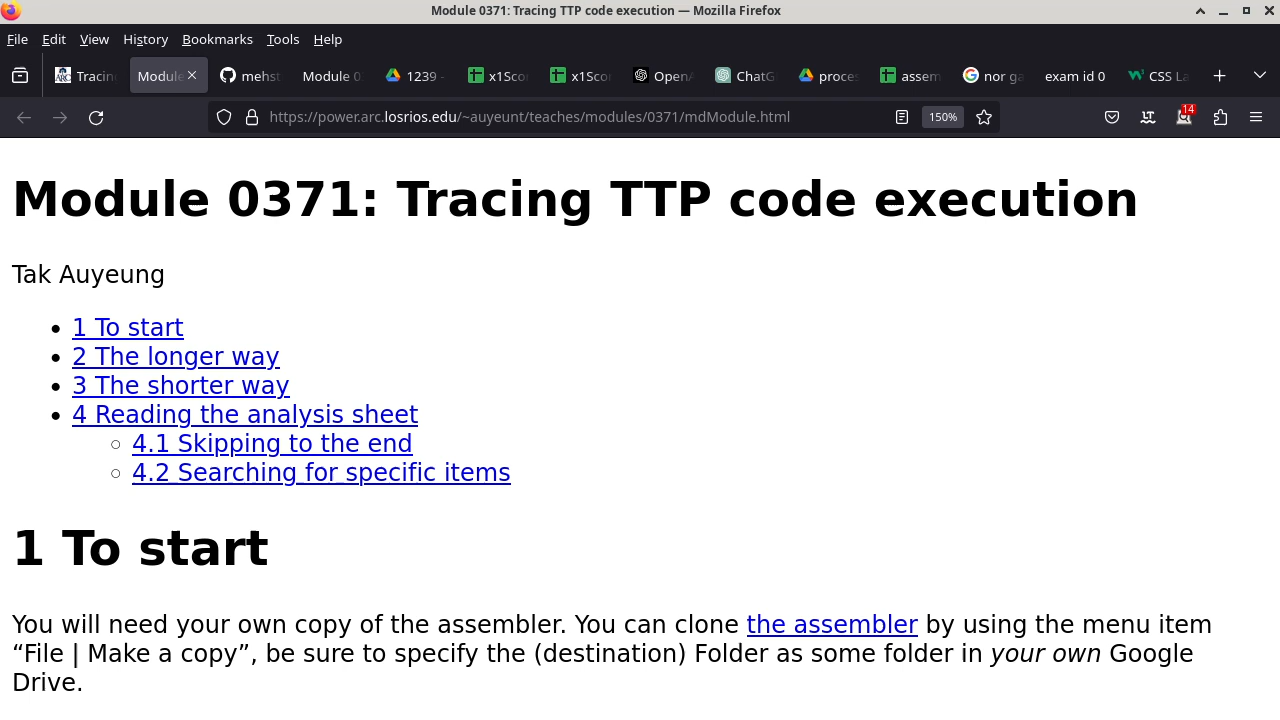 Module 0371: Tracing TTP code execution — Mozilla Firefox
File Edit View History Bookmarks Tools Help
Tracin Module mehst Module 0 1239 - x1Sco x1Sco OpenA ChatG proces assem nor ga exam id 0 CSS La
https://power.arc.losrios.edu/~auyeunt/teaches/modules/0371/mdModule.html 150% 14
Module 0371: Tracing TTP code execution
Tak Auyeung
1 To start
2 The longer way
3 The shorter way
4 Reading the analysis sheet
4.1 Skipping to the end
4.2 Searching for specific items
1 To start
You will need your own copy of the assembler. You can clone the assembler by using the menu item
“File | Make a copy”, be sure to specify the (destination) Folder as some folder in your own Google
Drive.